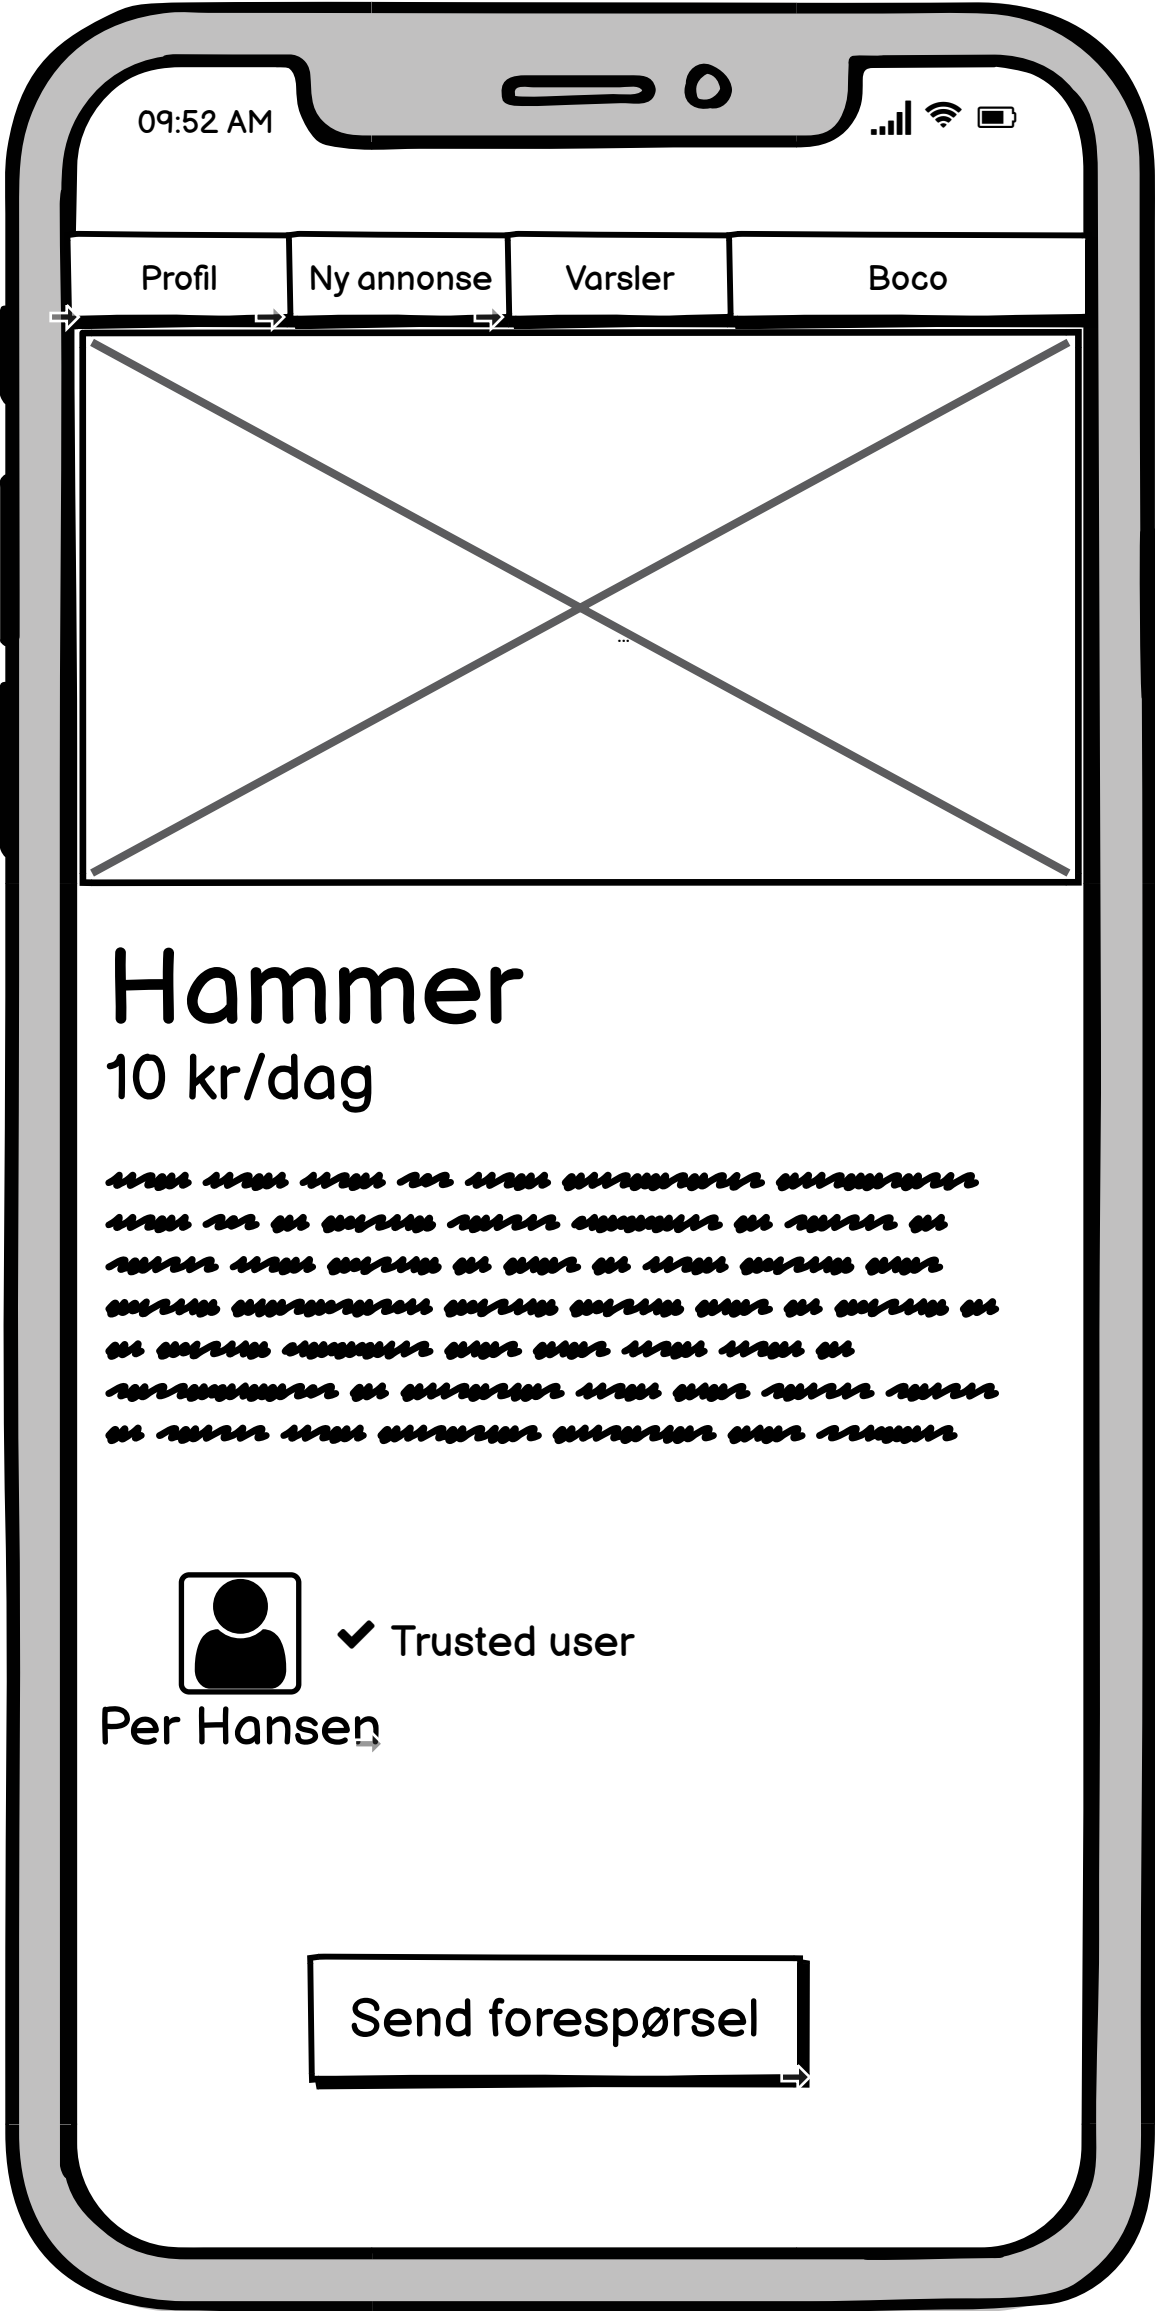 09:52 AM
Profil
Ny annonse
Varsler
Boco
...
Hammer
10 kr/dag
Trusted user
Per Hansen
Send forespørsel